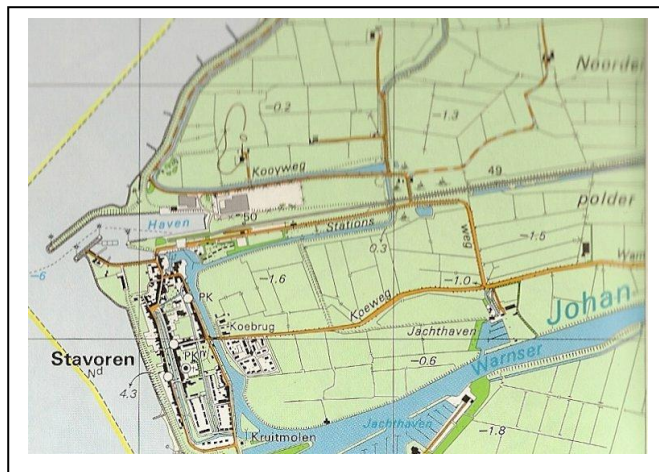 Noorder
-0.2
-1.3
Kooyweg
49
polder
50
Haven
Stations
weg
-1.5
0.3
-6
-1.6
-1.0
PK
Koeweg
Johan
Koebrug
Jachthaven
Warnser
Stavoren
Nd
PK
-0.6
4.3
Jachthaven
Kruitmolen
-1.8